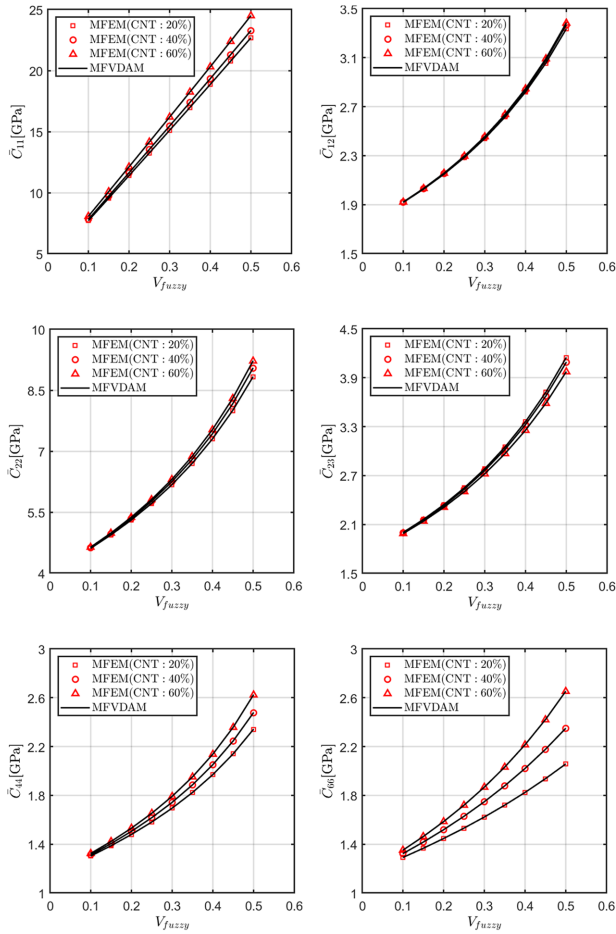 25
20
15
10
5
0
0.1
0.2
0.3
0.4
0.5
0.6
C̄11[GPa]
Vfuzzy
MFEM(CNT : 20%)
MFEM(CNT : 40%)
MFEM(CNT : 60%)
MFVDAM
3.5
3.1
2.7
2.3
1.9
1.5
0
0.1
0.2
0.3
0.4
0.5
0.6
C̄12[GPa]
Vfuzzy
MFEM(CNT : 20%)
MFEM(CNT : 40%)
MFEM(CNT : 60%)
MFVDAM
10
8.5
7
5.5
4
0
0.1
0.2
0.3
0.4
0.5
0.6
C̄22[GPa]
Vfuzzy
MFEM(CNT : 20%)
MFEM(CNT : 40%)
MFEM(CNT : 60%)
MFVDAM
4.5
3.9
3.3
2.7
2.1
1.5
0
0.1
0.2
0.3
0.4
0.5
0.6
C̄23[GPa]
Vfuzzy
MFEM(CNT : 20%)
MFEM(CNT : 40%)
MFEM(CNT : 60%)
MFVDAM
3
2.6
2.2
1.8
1.4
1
0
0.1
0.2
0.3
0.4
0.5
0.6
C̄44[GPa]
Vfuzzy
MFEM(CNT : 20%)
MFEM(CNT : 40%)
MFEM(CNT : 60%)
MFVDAM
3
2.6
2.2
1.8
1.4
1
0
0.1
0.2
0.3
0.4
0.5
0.6
C̄66[GPa]
Vfuzzy
MFEM(CNT : 20%)
MFEM(CNT : 40%)
MFEM(CNT : 60%)
MFVDAM